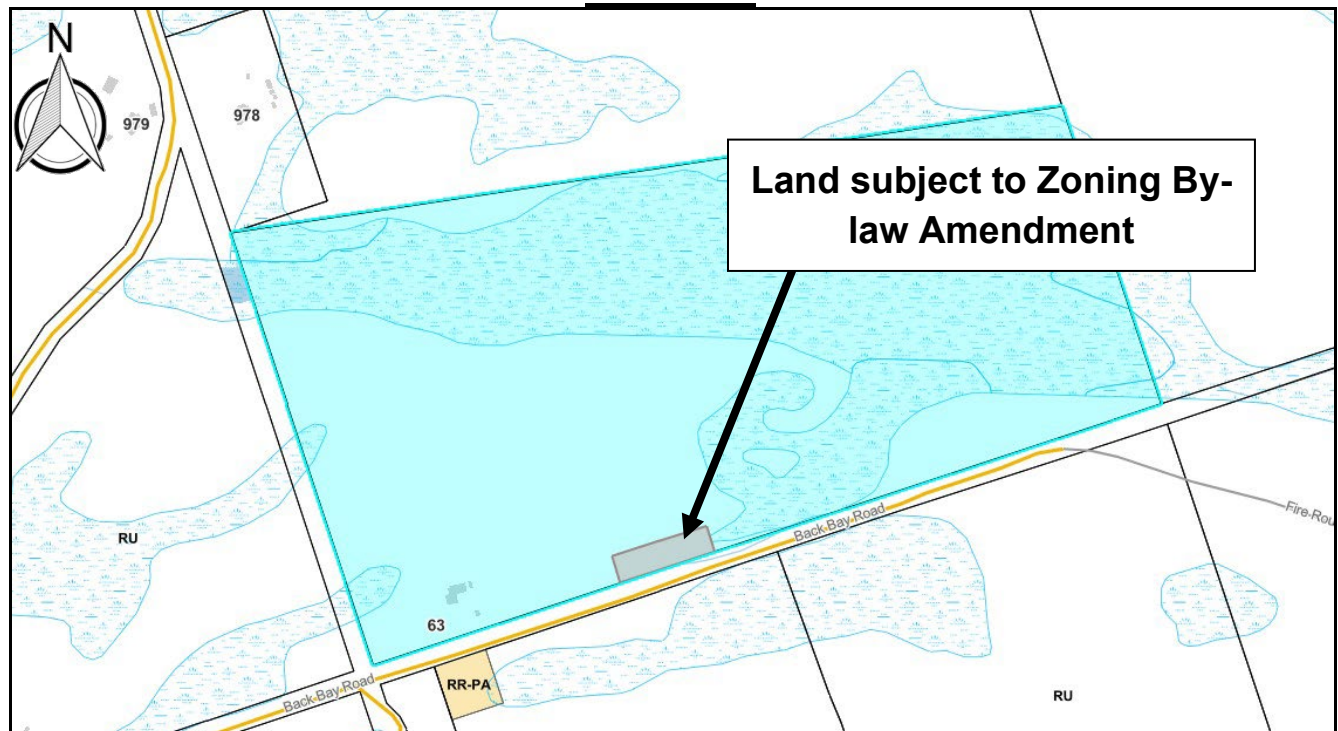 N
979
978
Land subject to Zoning By-
law Amendment
RU
Back Bay Road
Fire Rou
63
RR-PA
Back Bay Road
RU